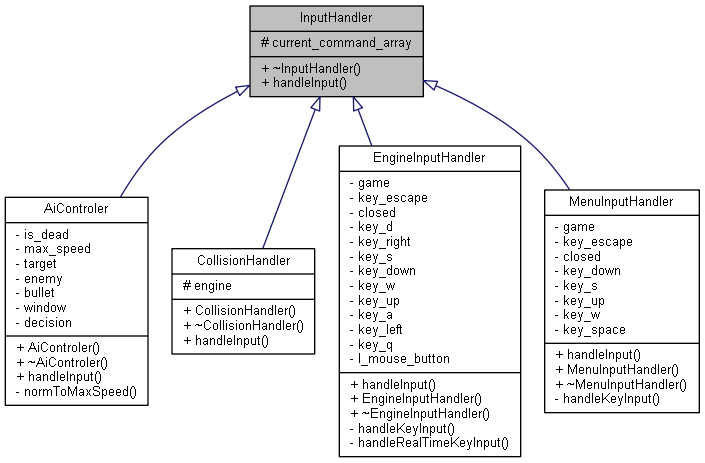 InputHandler
# current_command_array
+ ~InputHandler()
+ handleInput()
AiControler
- is_dead
- max_speed
- target
- enemy
- bullet
- window
- decision
+ AiControler()
+ ~AiControler()
+ handleInput()
- normToMaxSpeed()
CollisionHandler
# engine
+ CollisionHandler()
+ ~CollisionHandler()
+ handleInput()
EngineInputHandler
- game
- key_escape
- closed
- key_d
- key_right
- key_s
- key_down
- key_w
- key_up
- key_a
- key_left
- key_q
- l_mouse_button
+ handleInput()
+ EngineInputHandler()
+ ~EngineInputHandler()
- handleKeyInput()
- handleRealTimeKeyInput()
MenuInputHandler
- game
- key_escape
- closed
- key_down
- key_s
- key_up
- key_w
- key_space
+ handleInput()
+ MenuInputHandler()
+ ~MenuInputHandler()
- handleKeyInput()